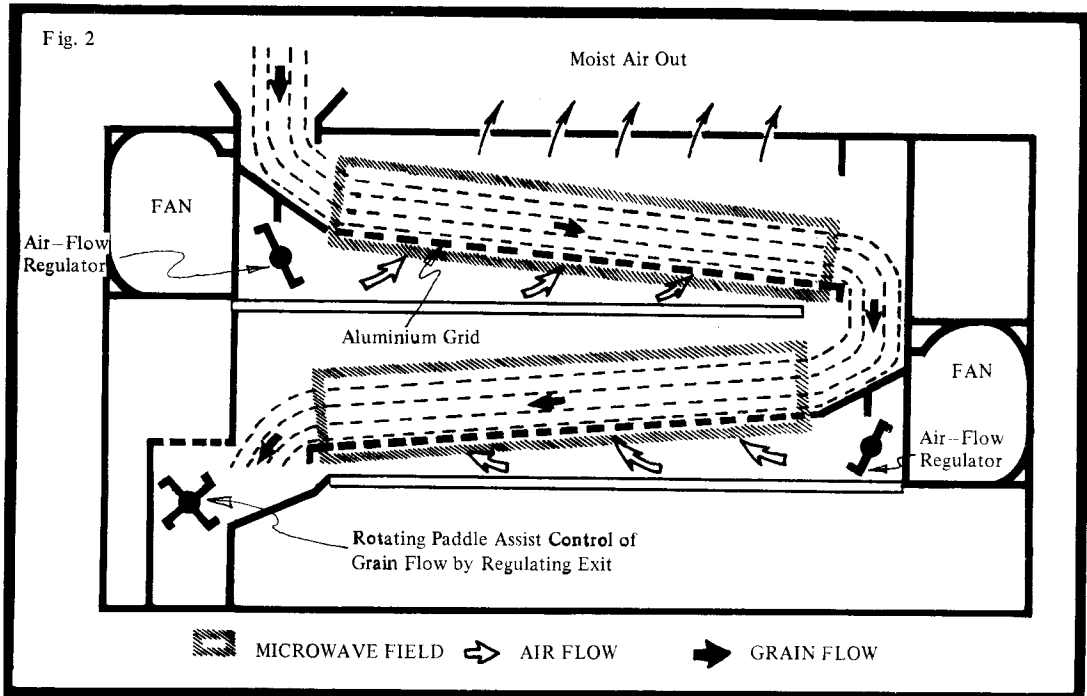 Fig. 2
Moist Air Out
FAN
Air-Flow
Regulator
Aluminium Grid
FAN
Air-Flow
Regulator
Rotating Paddle Assist Control of
Grain Flow by Regulating Exit
MICROWAVE FIELD
AIR FLOW
GRAIN FLOW